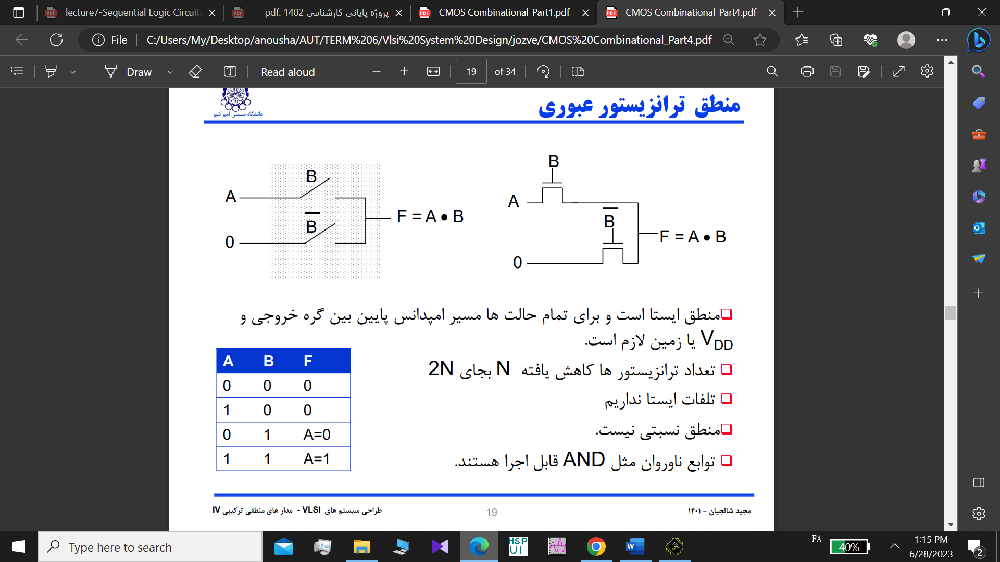 lecture7-Sequential Logic Circuits
پروژه پایانی کارشناسی 1402 .pdf
CMOS Combinational_Part1.pdf
CMOS Combinational_Part4.pdf
File
C:/Users/My/Desktop/anousha/AUT/TERM%206/Vlsi%20System%20Design/jozve/CMOS%20Combinational_Part4.pdf
Draw
Read aloud
19
of 34
دانشگاه صنعتی امیرکبیر
منطق ترانزیستور عبوری
B
A
B
0
F = A • B
B
A
B
0
F = A • B
منطق ایستا است و برای تمام حالت ها مسیر امپدانس پایین بین گره خروجی و
VDD یا زمین لازم است.
تعداد ترانزیستور ها کاهش یافته N بجای 2N
تلفات ایستا نداریم
منطق نسبتی نیست.
توابع ناوروان مثل AND قابل اجرا هستند.
A B F
0 0 0
1 0 0
0 1 A=0
1 1 A=1
طراحی سیستم های VLSI - مدار های منطقی ترکیبی IV
19
مجید شالچیان – ۱۴۰۱
Type here to search
HSP
UI
FA
40%
1:15 PM
6/28/2023
2